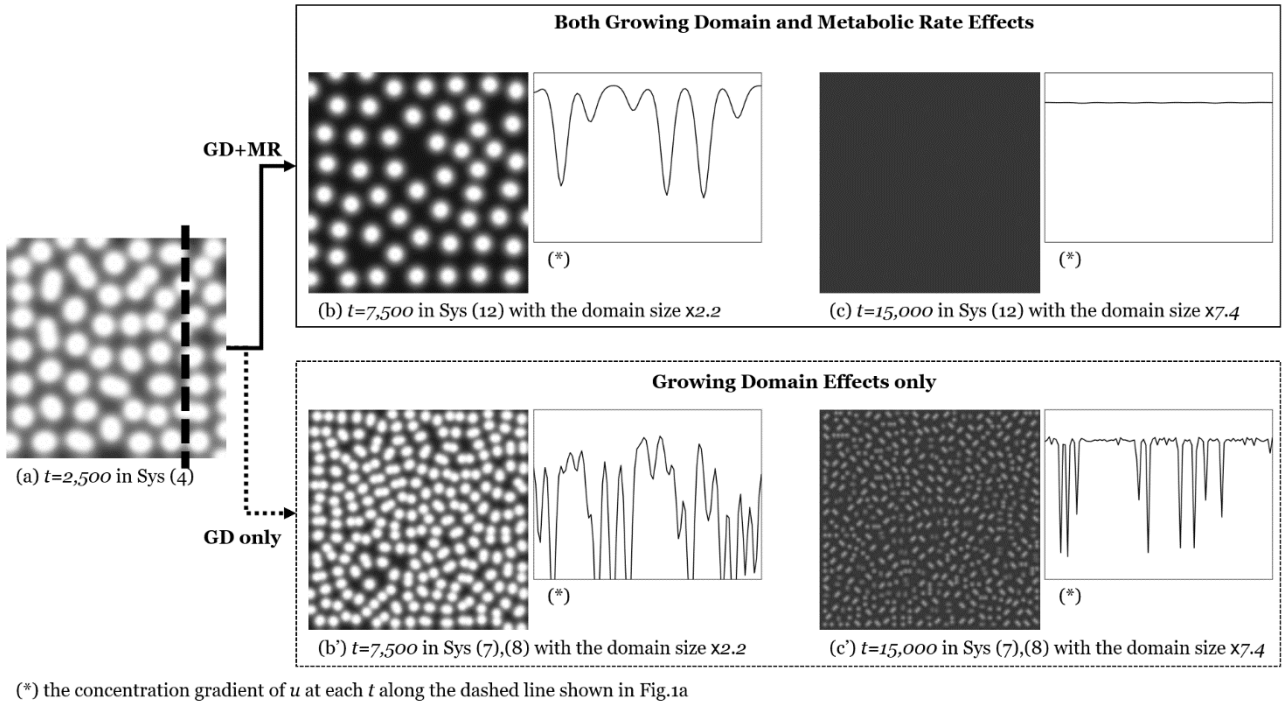 Both Growing Domain and Metabolic Rate Effects
GD+MR
(*)
(*)
(b) t=7,500 in Sys (12) with the domain size x2.2
(c) t=15,000 in Sys (12) with the domain size x7.4
(a) t=2,500 in Sys (4)
Growing Domain Effects only
GD only
(*)
(*)
(b’) t=7,500 in Sys (7),(8) with the domain size x2.2
(c’) t=15,000 in Sys (7),(8) with the domain size x7.4
(*) the concentration gradient of u at each t along the dashed line shown in Fig.1a